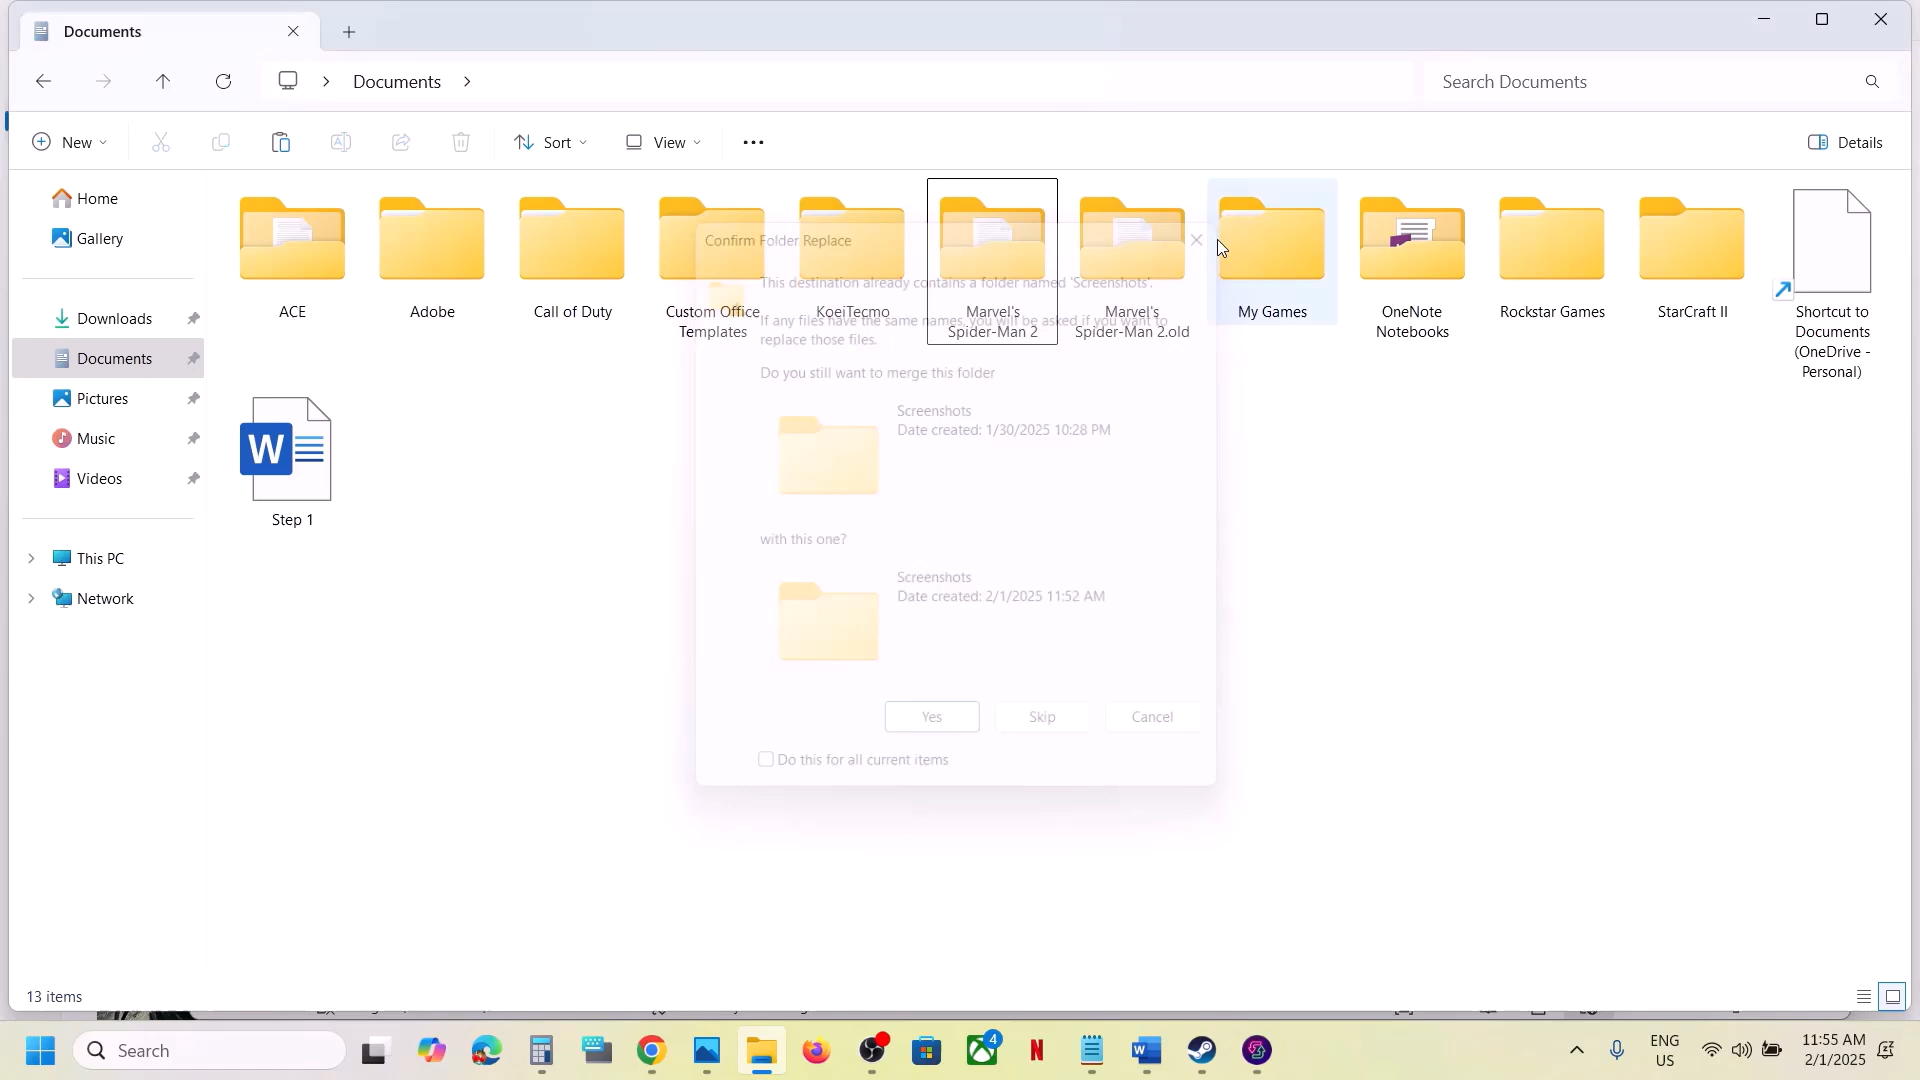 Documents
Documents
Search Documents
New
Sort
View
Details
Home
Gallery
Downloads
Documents
Pictures
Music
Videos
This PC
Network
ACE
Adobe
Call of Duty
Custom Office
Templates
KoeiTecmo
Marvel's
Spider-Man 2
Marvel's
Spider-Man 2.old
My Games
OneNote
Notebooks
Rockstar Games
StarCraft II
Shortcut to
Documents
(OneDrive -
Personal)
W
Step 1
Confirm Folder Replace
This destination already contains a folder named 'Screenshots'.
If any files have the same names, you will be asked if you want to
replace those files.
Do you still want to merge this folder
Screenshots
Date created: 1/30/2025 10:28 PM
with this one?
Screenshots
Date created: 2/1/2025 11:52 AM
Yes
Skip
Cancel
Do this for all current items
13 items
Search
N
4
W
ENG
US
11:55 AM
2/1/2025